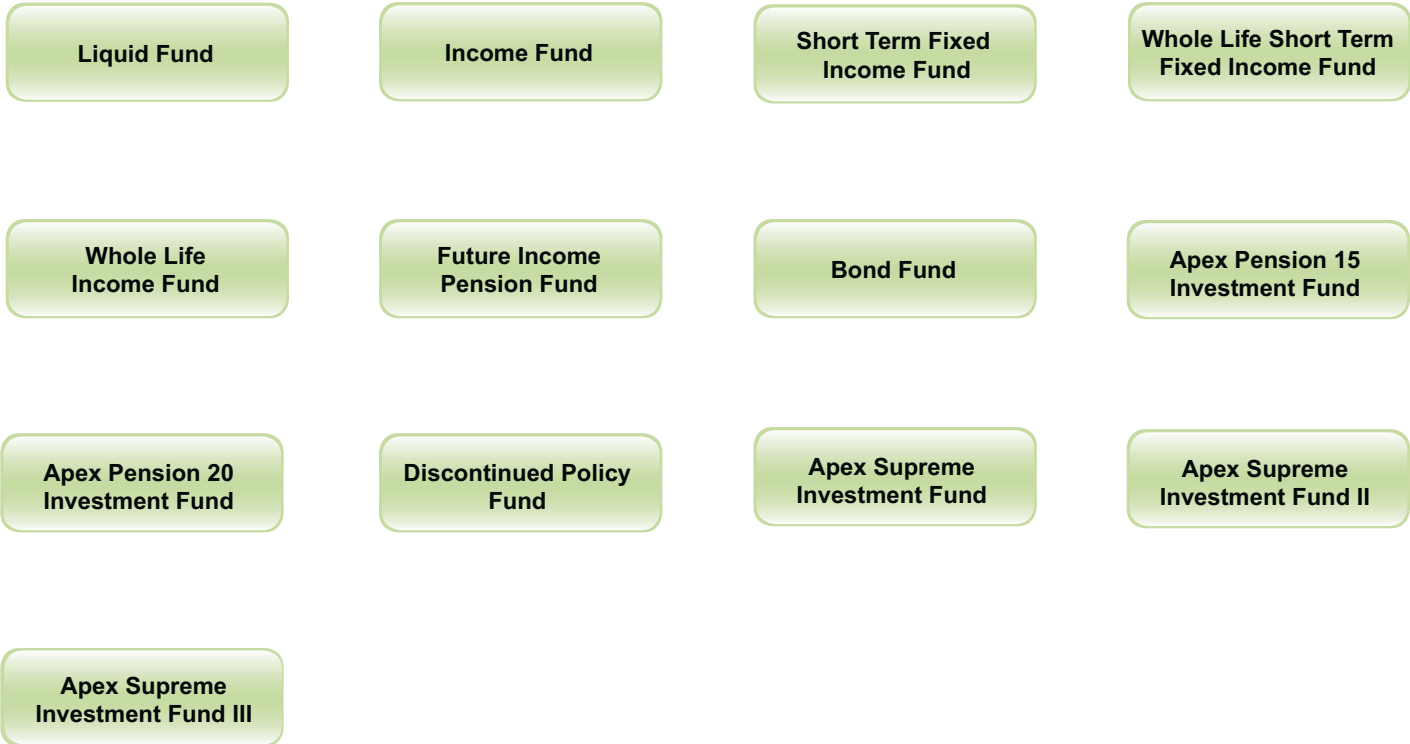 Liquid Fund
Income Fund
Short Term Fixed
Income Fund
Whole Life Short Term
Fixed Income Fund
Whole Life
Income Fund
Future Income
Pension Fund
Bond Fund
Apex Pension 15
Investment Fund
Apex Pension 20
Investment Fund
Discontinued Policy
Fund
Apex Supreme
Investment Fund
Apex Supreme
Investment Fund II
Apex Supreme
Investment Fund III